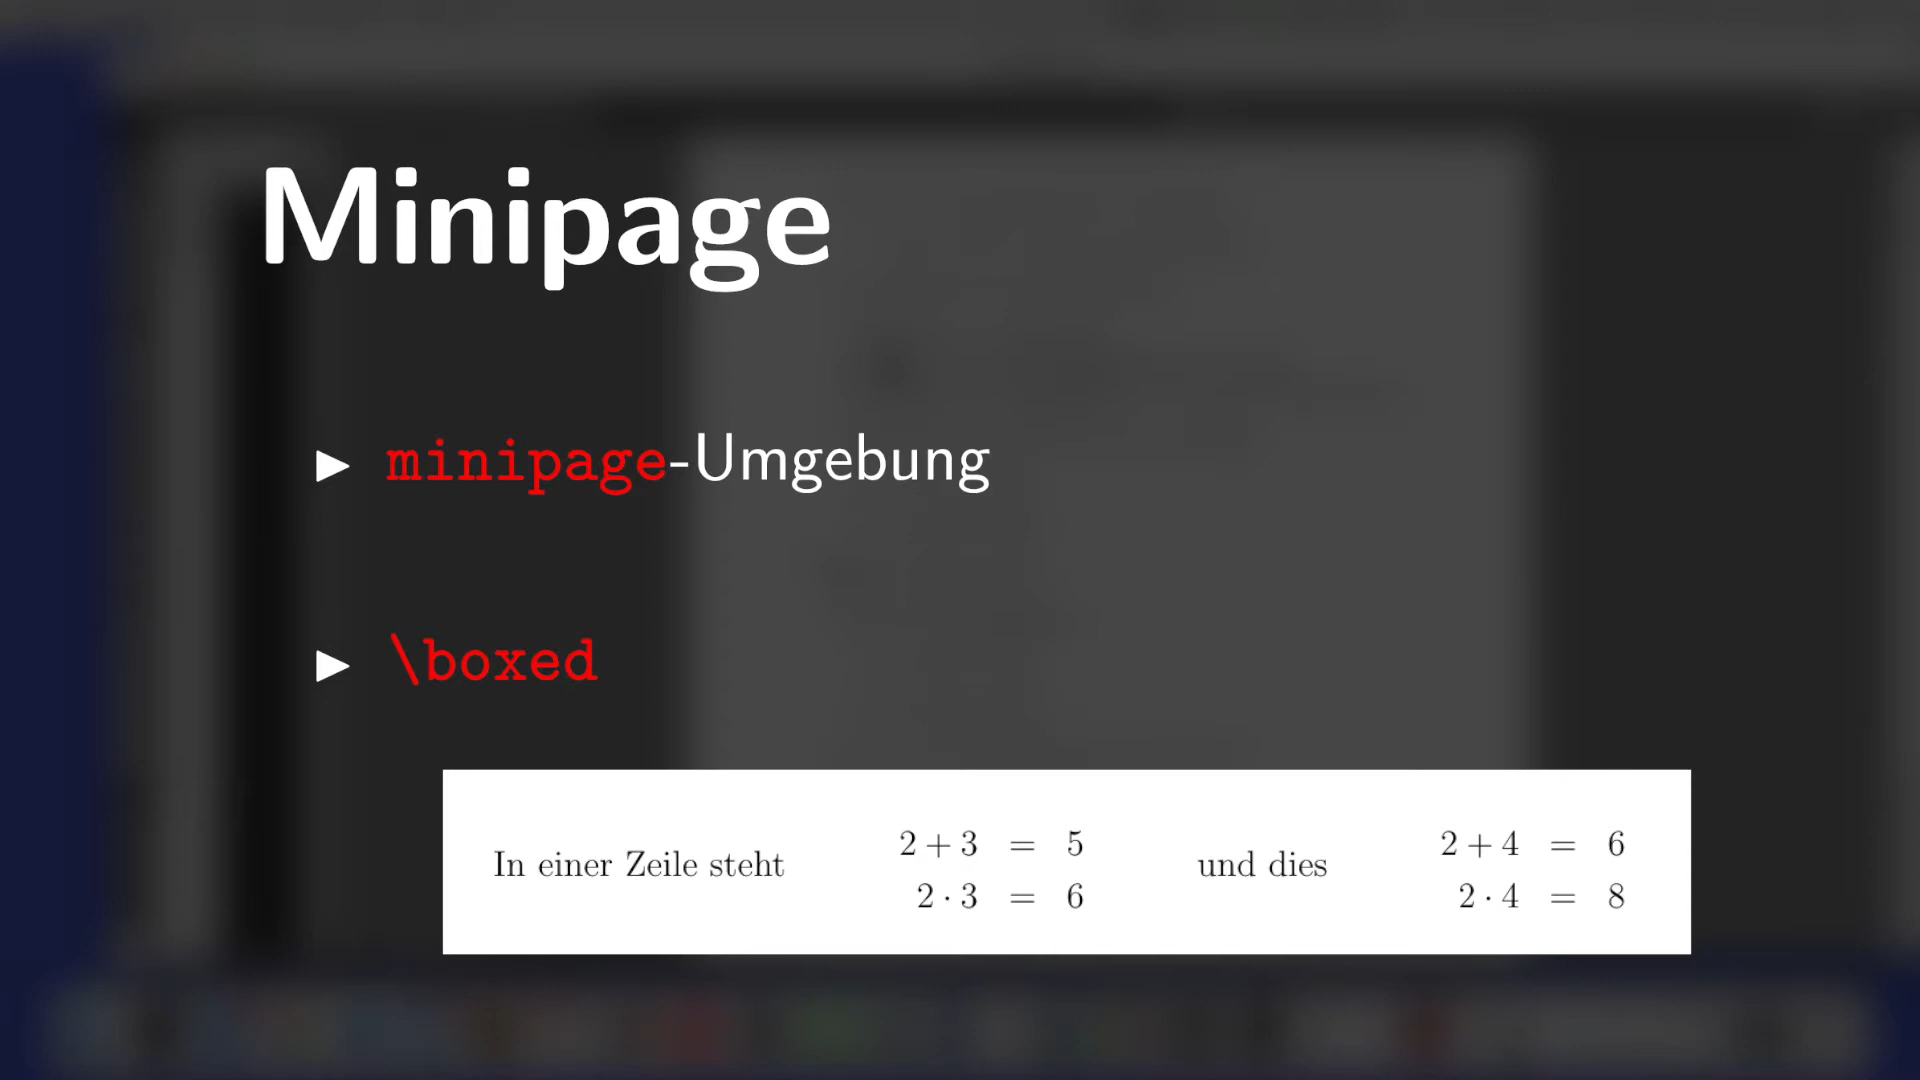 Minipage
▶ minipage-Umgebung
▶ \boxed
In einer Zeile steht 2 + 3 = 5 und dies 2 + 4 = 6
2 · 3 = 6 2 · 4 = 8